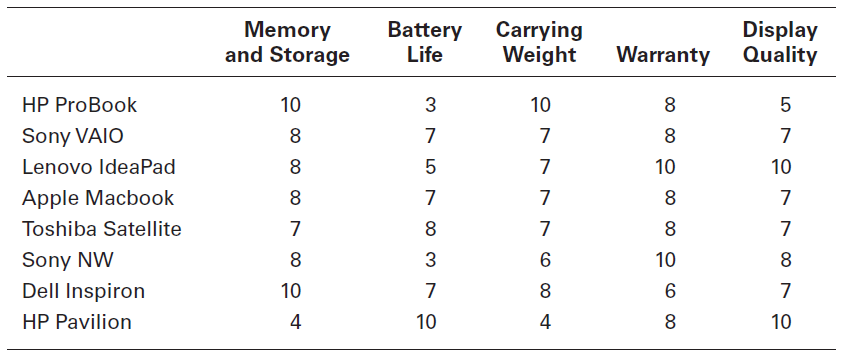 Memory and Storage Battery Life Carrying Weight Warranty Display Quality
HP ProBook 10 3 10 8 5
Sony VAIO 8 7 7 8 7
Lenovo IdeaPad 8 5 7 10 10
Apple Macbook 8 7 7 8 7
Toshiba Satellite 7 8 7 8 7
Sony NW 8 3 6 10 8
Dell Inspiron 10 7 8 6 7
HP Pavilion 4 10 4 8 10